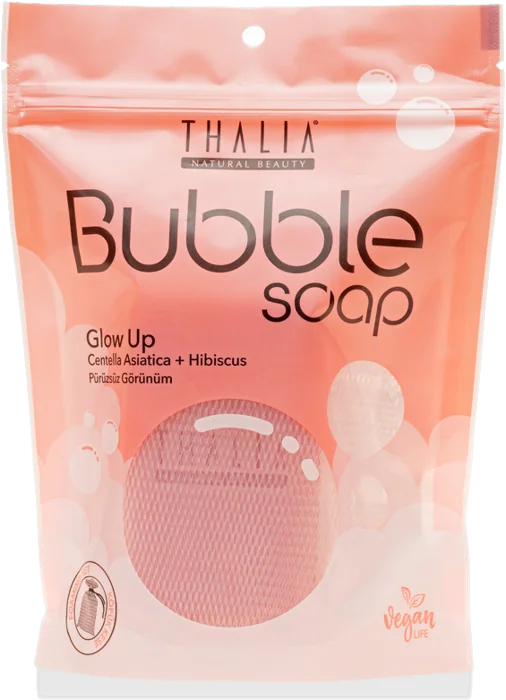 THALIA®
NATURAL BEAUTY
Bubble
soap
Glow Up
Centella Asiatica + Hibiscus
Pürüzsüz Görünüm
vegan
LIFE